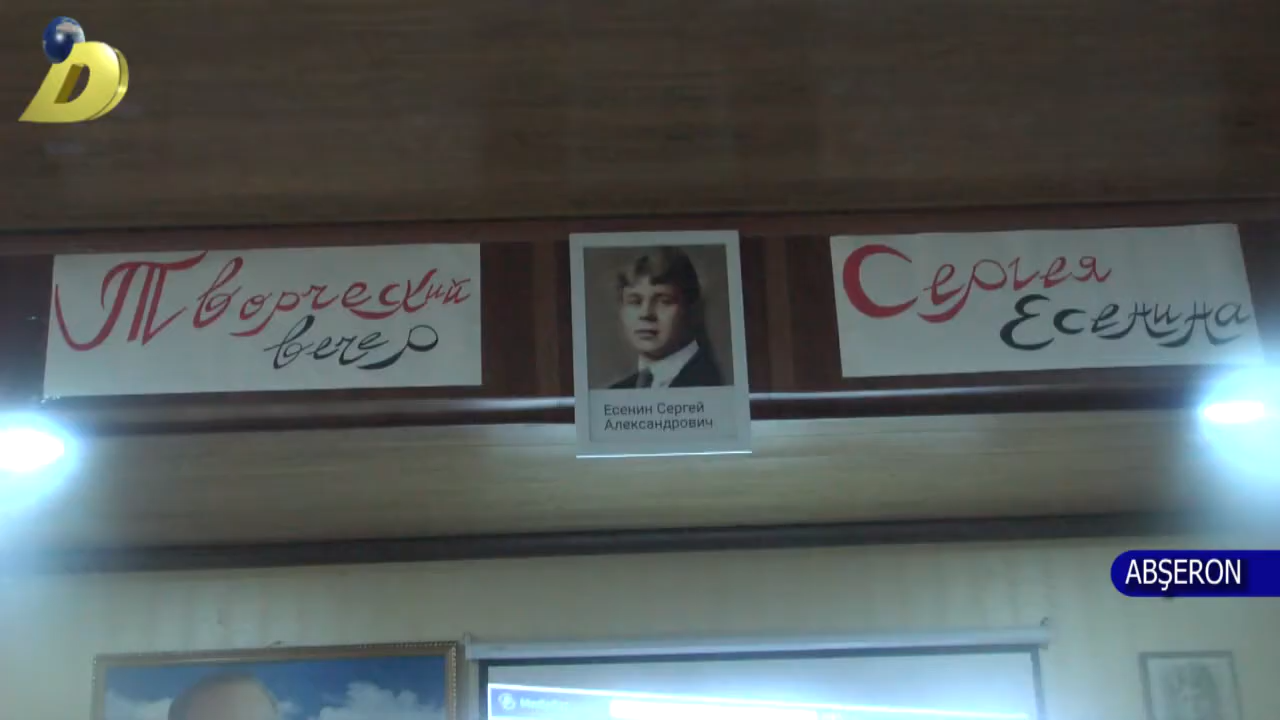 Творческий
вечер
Есенин Сергей
Александрович
Сергея
Есенина
ABŞERON